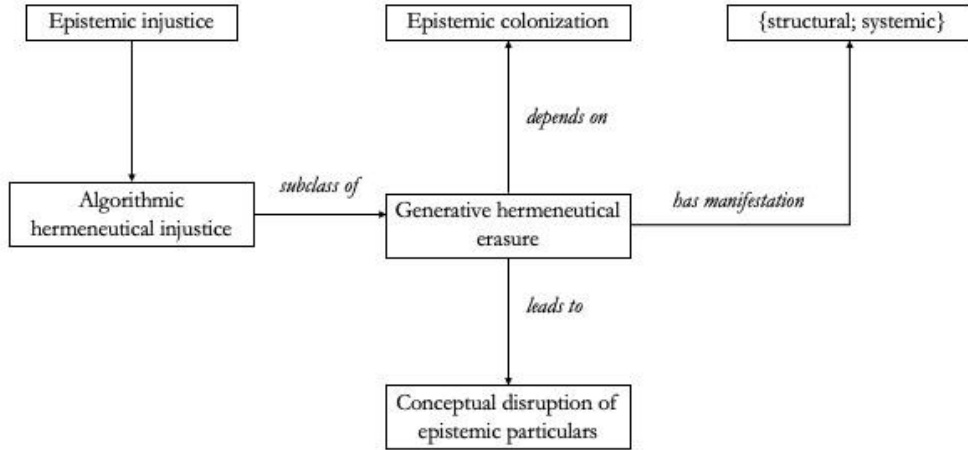 Epistemic injustice
Epistemic colonization
{structural; systemic}
depends on
subclass of
Algorithmic
hermeneutical injustice
Generative hermeneutical
erasure
has manifestation
leads to
Conceptual disruption of
epistemic particulars